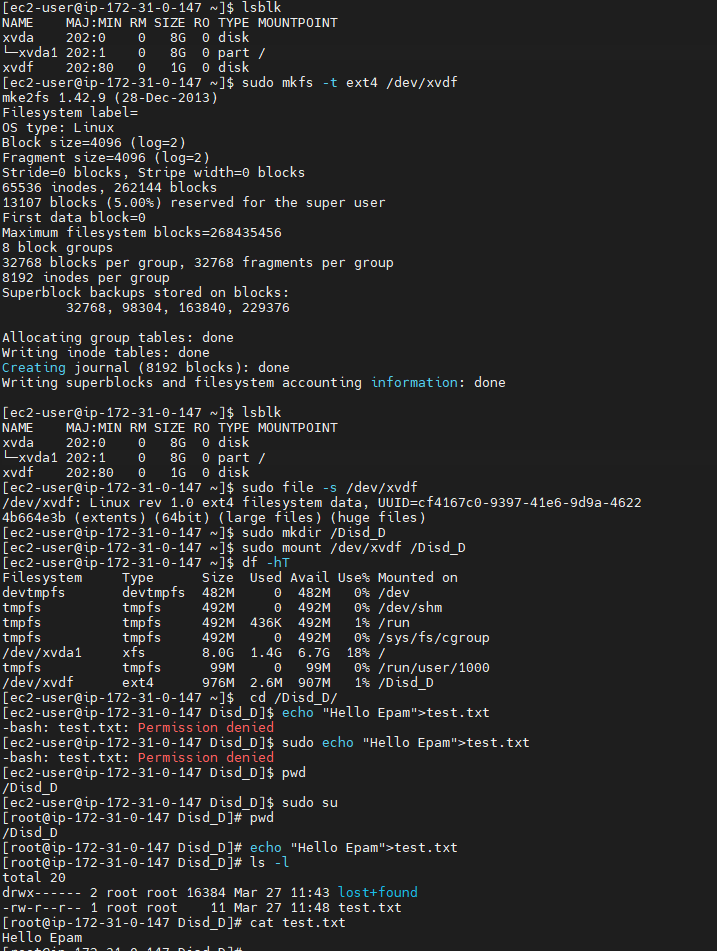 [ec2-user@ip-172-31-0-147 ~]$ lsblk
NAME    MAJ:MIN RM SIZE RO TYPE MOUNTPOINT
xvda    202:0    0   8G  0 disk
└─xvda1 202:1    0   8G  0 part /
xvdf    202:80   0   1G  0 disk
[ec2-user@ip-172-31-0-147 ~]$ sudo mkfs -t ext4 /dev/xvdf
mke2fs 1.42.9 (28-Dec-2013)
Filesystem label=
OS type: Linux
Block size=4096 (log=2)
Fragment size=4096 (log=2)
Stride=0 blocks, Stripe width=0 blocks
65536 inodes, 262144 blocks
13107 blocks (5.00%) reserved for the super user
First data block=0
Maximum filesystem blocks=268435456
8 block groups
32768 blocks per group, 32768 fragments per group
8192 inodes per group
Superblock backups stored on blocks:
        32768, 98304, 163840, 229376

Allocating group tables: done
Writing inode tables: done
Creating journal (8192 blocks): done
Writing superblocks and filesystem accounting information: done

[ec2-user@ip-172-31-0-147 ~]$ lsblk
NAME    MAJ:MIN RM SIZE RO TYPE MOUNTPOINT
xvda    202:0    0   8G  0 disk
└─xvda1 202:1    0   8G  0 part /
xvdf    202:80   0   1G  0 disk
[ec2-user@ip-172-31-0-147 ~]$ sudo file -s /dev/xvdf
/dev/xvdf: Linux rev 1.0 ext4 filesystem data, UUID=cf4167c0-9397-41e6-9d9a-4622
4b664e3b (extents) (64bit) (large files) (huge files)
[ec2-user@ip-172-31-0-147 ~]$ sudo mkdir /Disd_D
[ec2-user@ip-172-31-0-147 ~]$ sudo mount /dev/xvdf /Disd_D
[ec2-user@ip-172-31-0-147 ~]$ df -hT
Filesystem     Type      Size  Used Avail Use% Mounted on
devtmpfs       devtmpfs  482M     0  482M   0% /dev
tmpfs          tmpfs     492M     0  492M   0% /dev/shm
tmpfs          tmpfs     492M  436K  492M   1% /run
tmpfs          tmpfs     492M     0  492M   0% /sys/fs/cgroup
/dev/xvda1     xfs       8.0G  1.4G  6.7G  18% /
tmpfs          tmpfs      99M     0   99M   0% /run/user/1000
/dev/xvdf      ext4      976M  2.6M  907M   1% /Disd_D
[ec2-user@ip-172-31-0-147 ~]$  cd /Disd_D/
[ec2-user@ip-172-31-0-147 Disd_D]$ echo "Hello Epam">test.txt
-bash: test.txt: Permission denied
[ec2-user@ip-172-31-0-147 Disd_D]$ sudo echo "Hello Epam">test.txt
-bash: test.txt: Permission denied
[ec2-user@ip-172-31-0-147 Disd_D]$ pwd
/Disd_D
[ec2-user@ip-172-31-0-147 Disd_D]$ sudo su
[root@ip-172-31-0-147 Disd_D]# pwd
/Disd_D
[root@ip-172-31-0-147 Disd_D]# echo "Hello Epam">test.txt
[root@ip-172-31-0-147 Disd_D]# ls -l
total 20
drwx------ 2 root root 16384 Mar 27 11:43 lost+found
-rw-r--r-- 1 root root    11 Mar 27 11:48 test.txt
[root@ip-172-31-0-147 Disd_D]# cat test.txt
Hello Epam